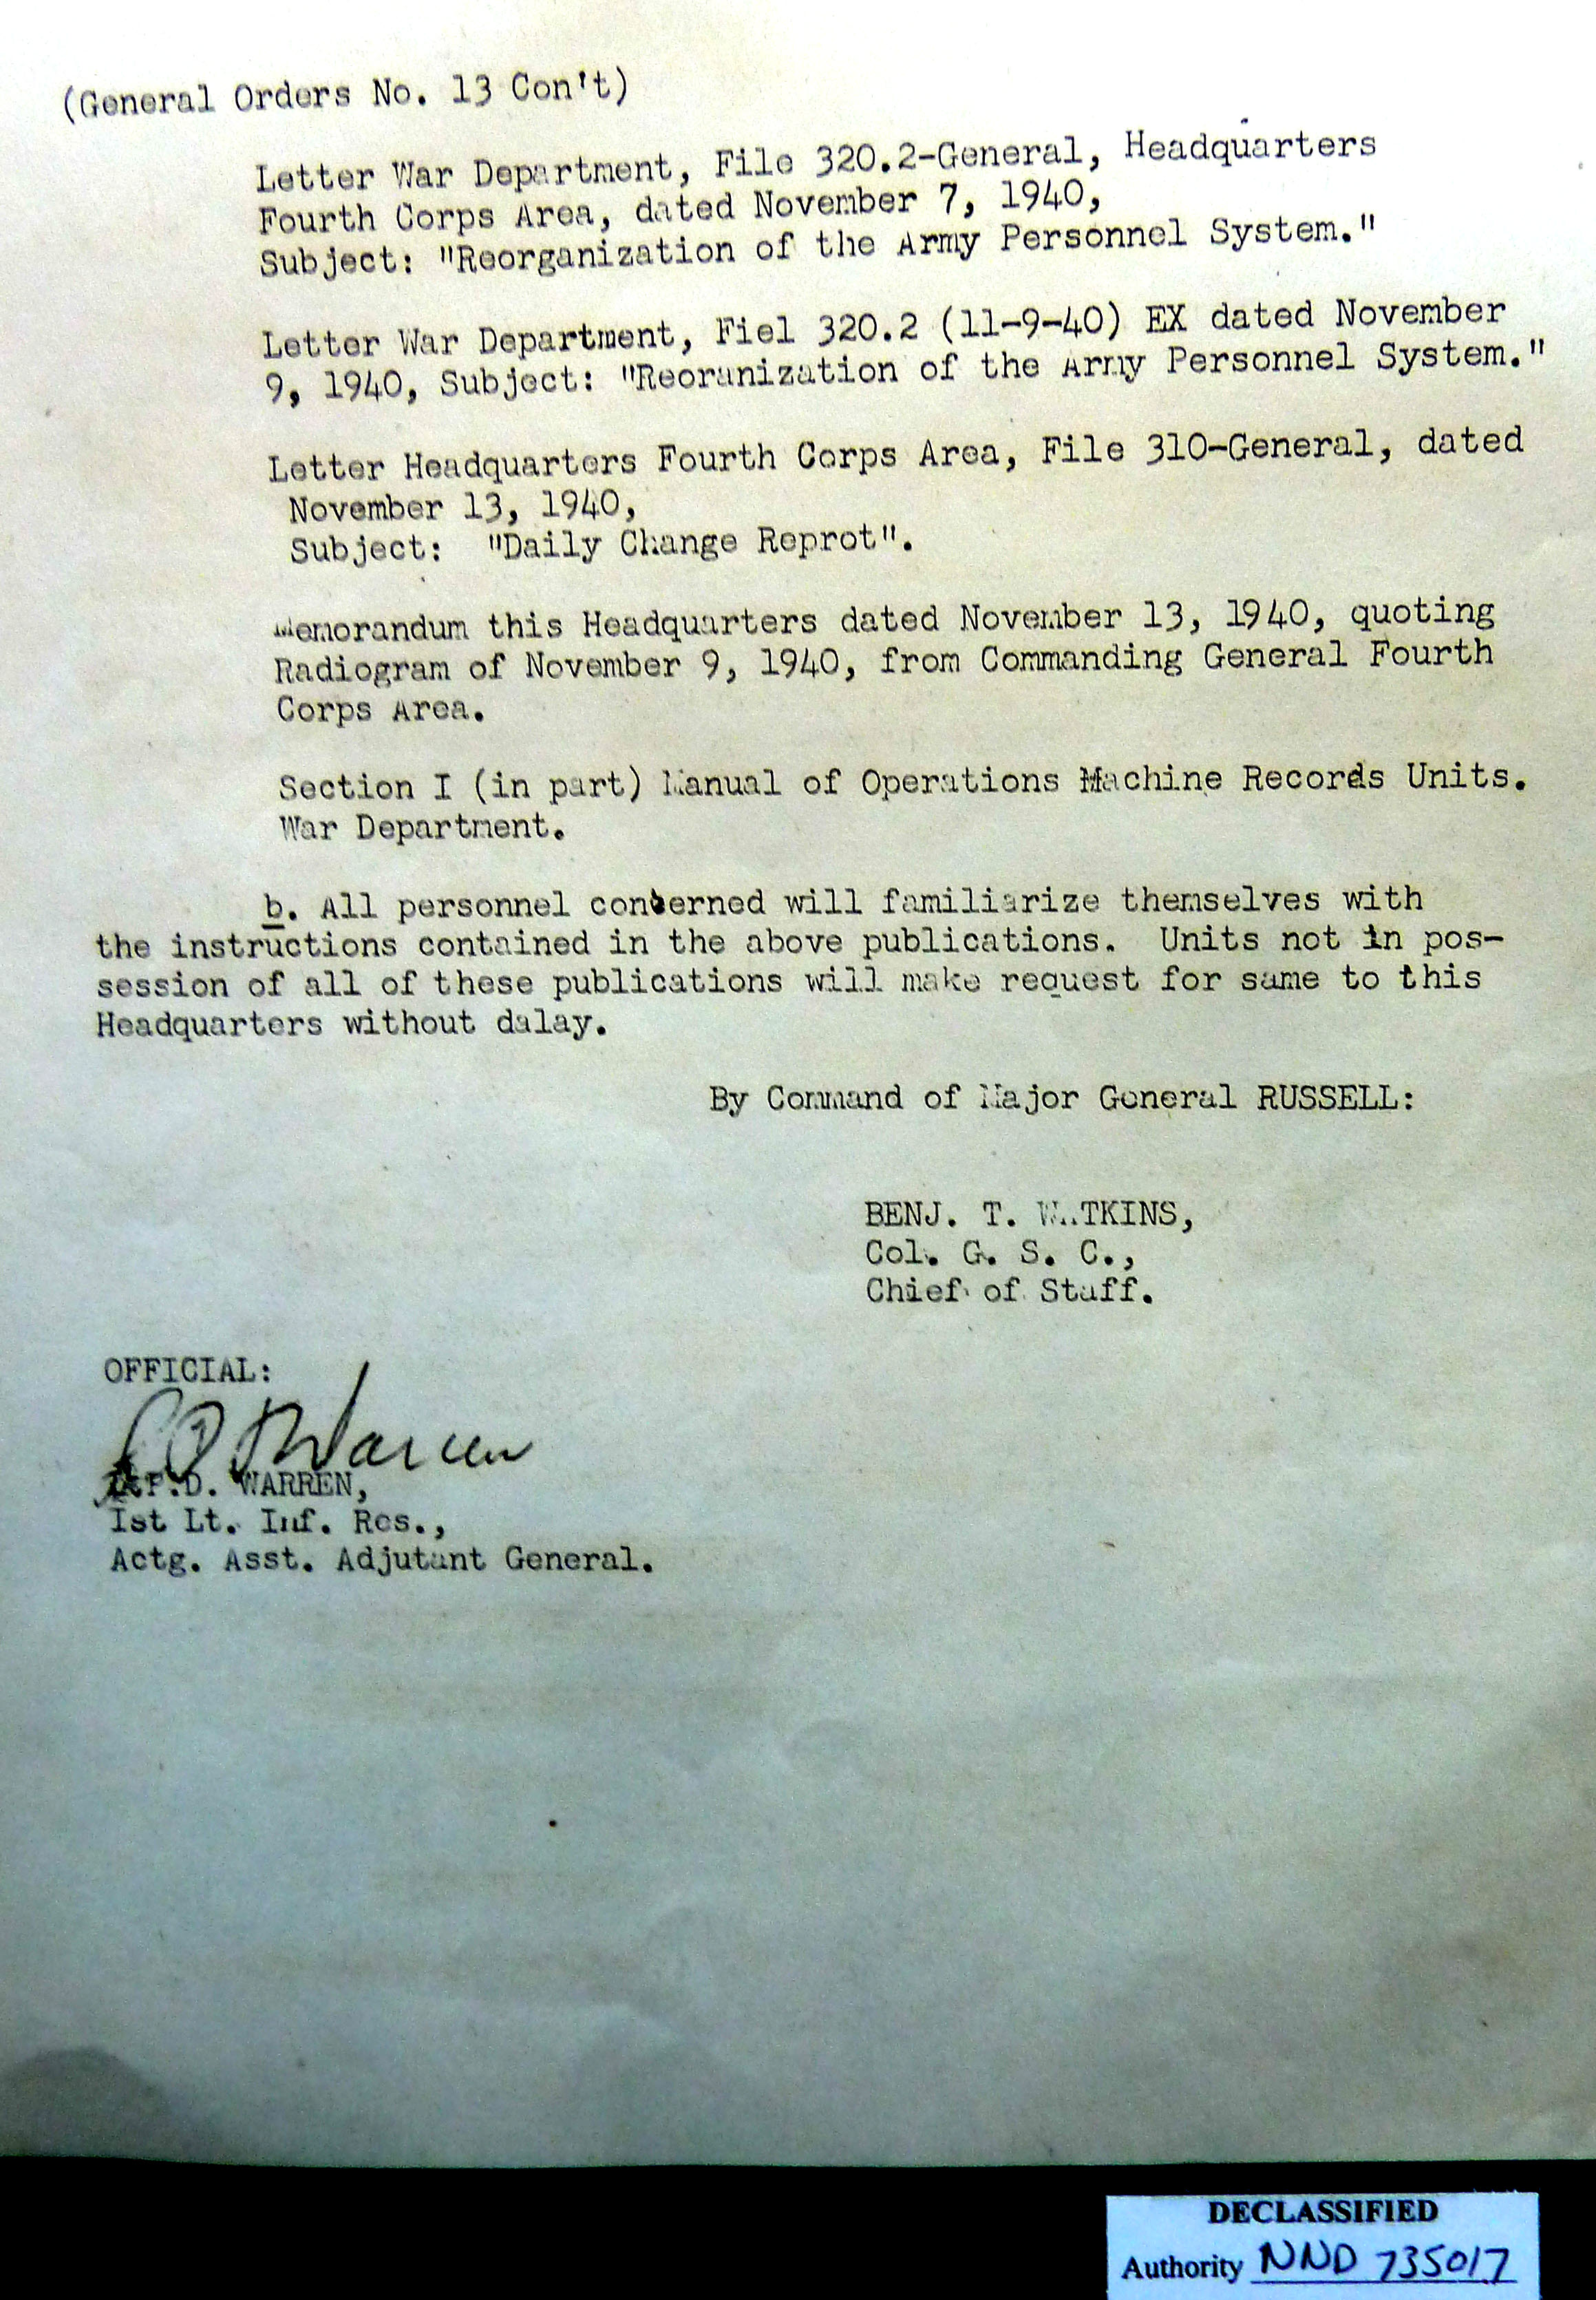 (General Orders No. 13 Con't)
Letter War Department, File 320.2-General, Headquarters
Fourth Corps Area, dated November 7, 1940,
Subject: "Reorganization of the Army Personnel System."
Letter War Department, Fiel 320.2 (11-9-40) EX dated November
9, 1940, Subject: "Reoranization of the Army Personnel System."
Letter Headquarters Fourth Corps Area, File 310-General, dated
November 13, 1940,
Subject: "Daily Change Reprot".
Memorandum this Headquarters dated November 13, 1940, quoting
Radiogram of November 9, 1940, from Commanding General Fourth
Corps Area.
Section I (in part) Manual of Operations Machine Records Units.
War Department.
b. All personnel concerned will familiarize themselves with
the instructions contained in the above publications. Units not in pos-
session of all of these publications will make request for same to this
Headquarters without dalay.
By Command of Major General RUSSELL:
BENJ. T. WATKINS,
Col. G. S. C.,
Chief of Staff.
OFFICIAL:
Warren
P.D. WARREN,
Ist Lt. Inf. Res.,
Actg. Asst. Adjutant General.
DECLASSIFIED
Authority NND 735017